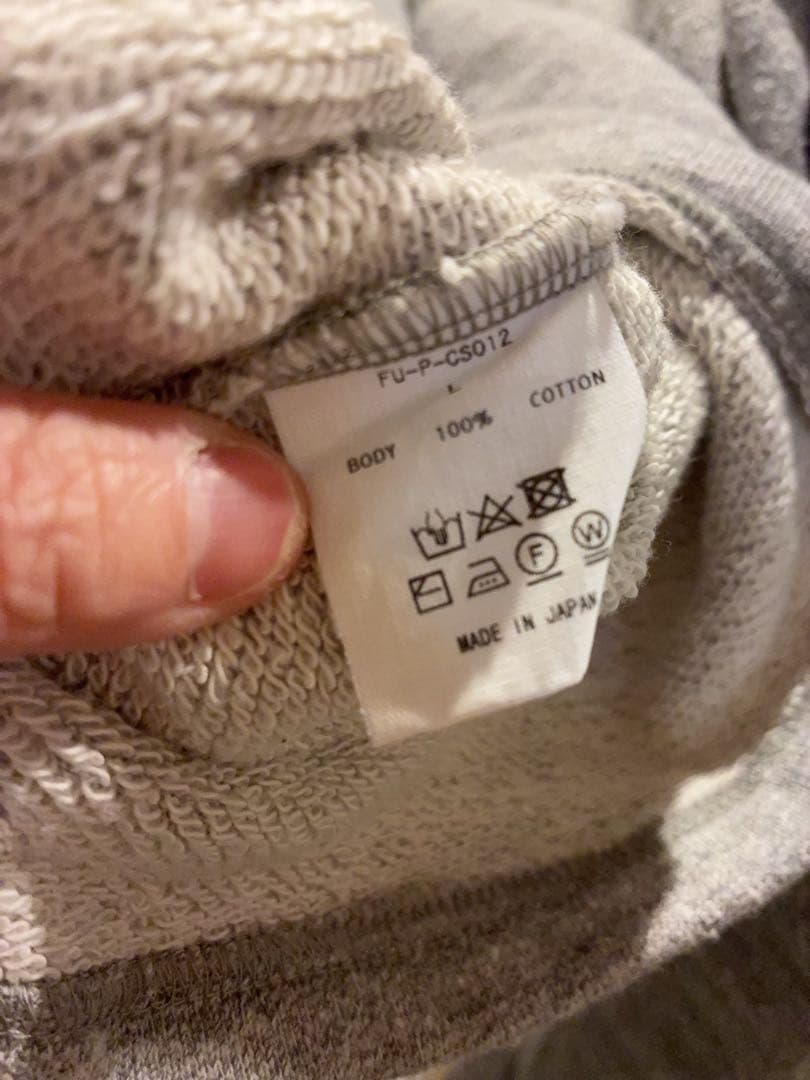 FU-P-CS012
L
BODY 100% COTTON
F W
MADE IN JAPAN